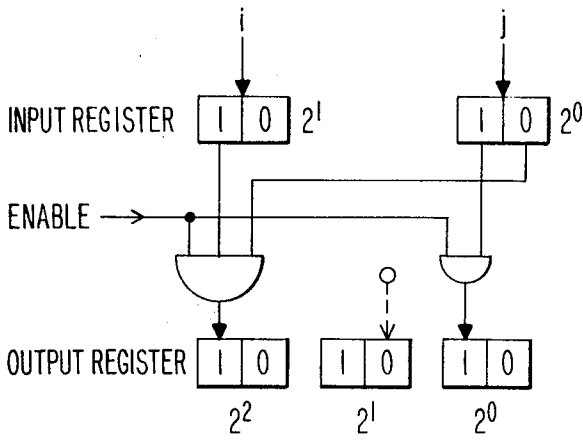 i j
INPUT REGISTER 1 0 2¹ 1 0 2⁰
ENABLE
OUTPUT REGISTER 1 0 1 0 1 0
2² 2¹ 2⁰